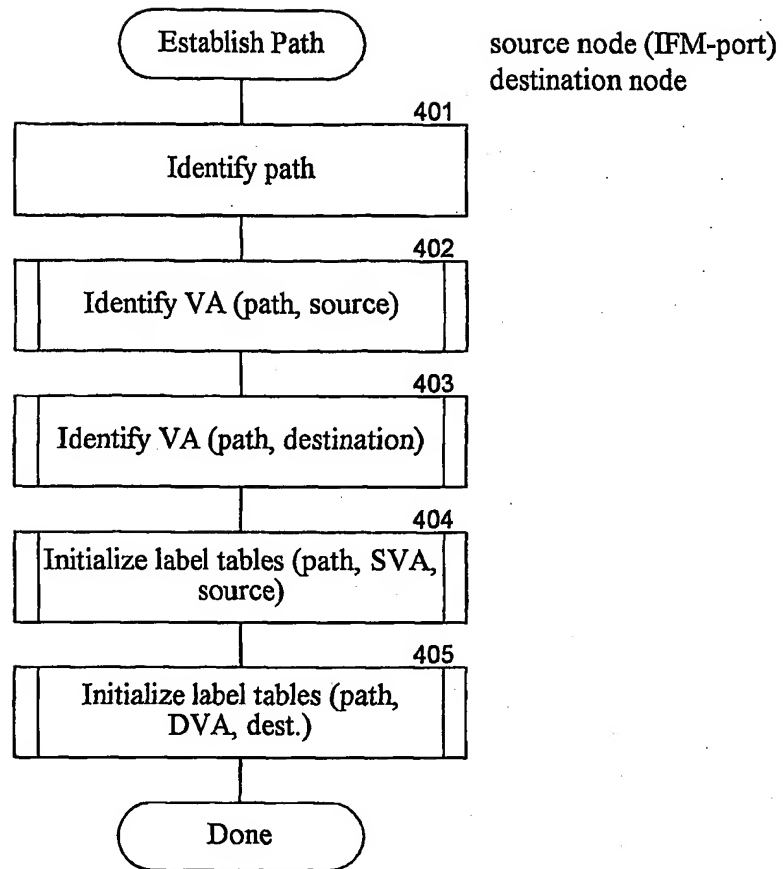 Establish Path
source node (IFM-port)
destination node
401
Identify path
402
Identify VA (path, source)
403
Identify VA (path, destination)
404
Initialize label tables (path, SVA,
source)
405
Initialize label tables (path,
DVA, dest.)
Done